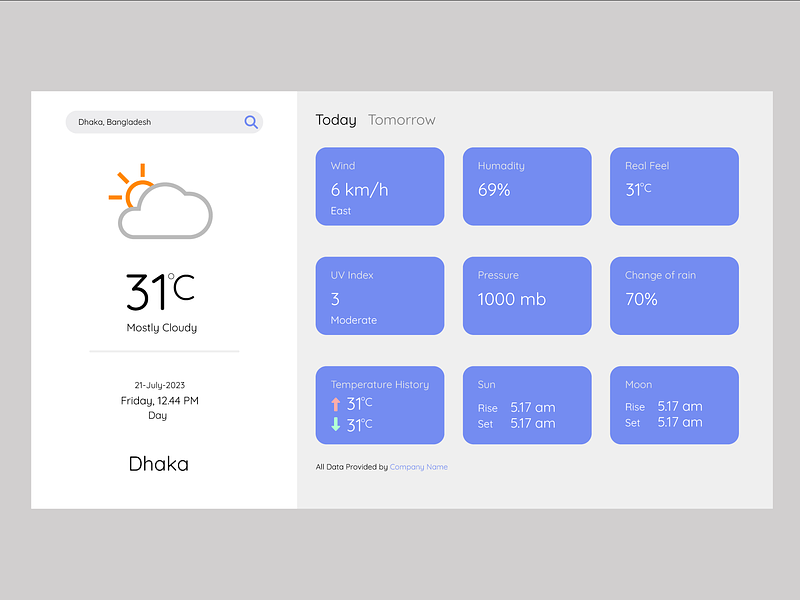 Dhaka, Bangladesh
31°C
Mostly Cloudy
21-July-2023
Friday, 12.44 PM
Day
Dhaka
Today Tomorrow
Wind
6 km/h
East
Humadity
69%
Real Feel
31°C
UV Index
3
Moderate
Pressure
1000 mb
Change of rain
70%
Temperature History
31°C
31°C
Sun
Rise 5.17 am
Set 5.17 am
Moon
Rise 5.17 am
Set 5.17 am
All Data Provided by Company Name